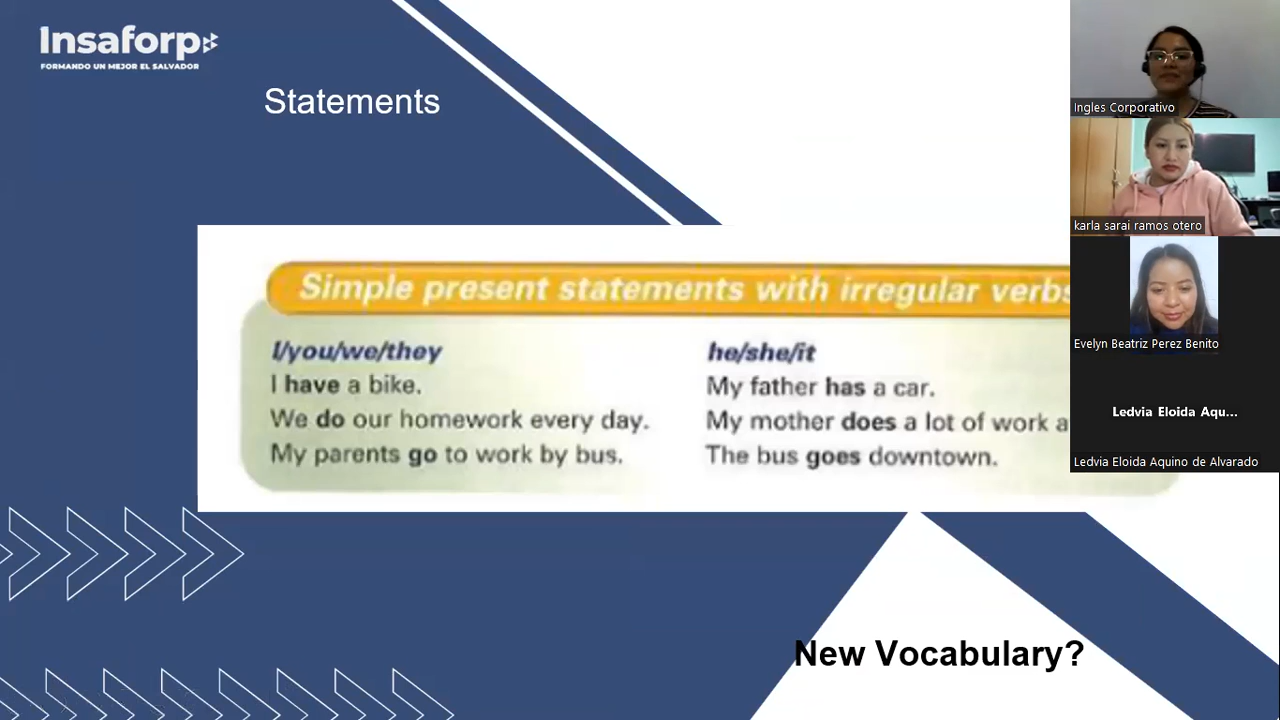 Insaforp
FORMANDO UN MEJOR EL SALVADOR
Statements
Simple present statements with irregular verbs
I/you/we/they
I have a bike.
We do our homework every day.
My parents go to work by bus.
he/she/it
My father has a car.
My mother does a lot of work a
The bus goes downtown.
New Vocabulary?
Ingles Corporativo
karla sarai ramos otero
Evelyn Beatriz Perez Benito
Ledvia Eloida Aqu...
Ledvia Eloida Aquino de Alvarado